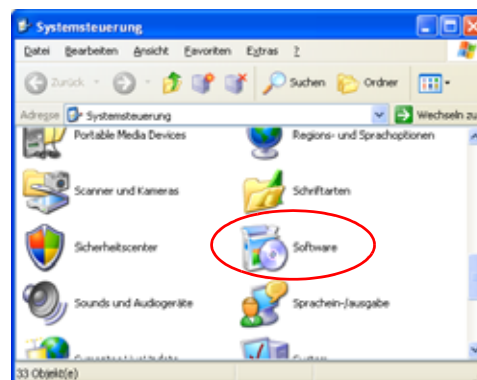 Systemsteuerung
Datei Bearbeiten Ansicht Favoriten Extras ?
Zurück Suchen Ordner
Adresse Systemsteuerung Wechseln zu
Portable Media Devices Regions- und Sprachoptionen
Scanner und Kameras Schriftarten
Sicherheitscenter Software
Sounds und Audiogeräte Sprachein-/ausgabe
33 Objekt(e)